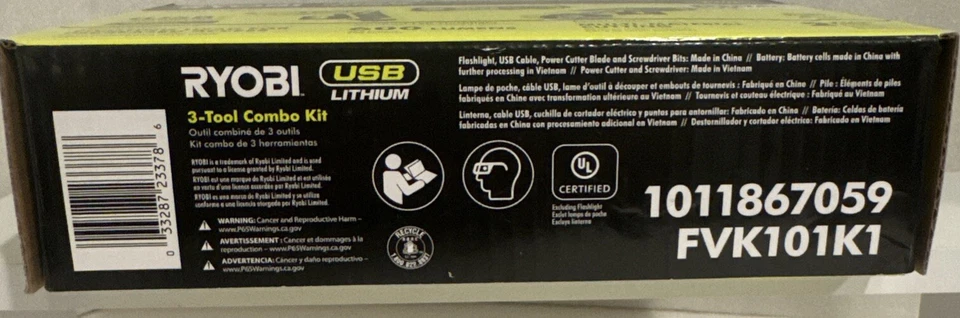 600 LUMENS
RYOBI USB LITHIUM
3-Tool Combo Kit
Outil combiné de 3 outils
Kit combo de 3 herramientas
RYOBI is a trademark of Ryobi Limited and is used
pursuant to a license granted by Ryobi Limited.
RYOBI est une marque de Ryobi Limited et est utilisée
en vertu d'une licence accordée par Ryobi Limited.
RYOBI es una marca de Ryobi Limited y se utiliza
conforme a una licencia otorgada por Ryobi Limited.
WARNING: Cancer and Reproductive Harm –
www.P65Warnings.ca.gov
AVERTISSEMENT : Cancer et dommages à la
reproduction – www.P65Warnings.ca.gov
ADVERTENCIA: Cáncer y daño reproductivo –
www.P65Warnings.ca.gov
0 33287 23378 6
Flashlight, USB Cable, Power Cutter Blade and Screwdriver Bits: Made in China // Battery: Battery cells made in China with
further processing in Vietnam // Power Cutter and Screwdriver: Made in Vietnam
Lampe de poche, câble USB, lame d'outil à découper et embouts de tournevis : Fabriqué en Chine // Pile : Éléments de piles
fabriqués en Chine avec transformation ultérieure au Vietnam // Tournevis et couteau électrique : Fabriqué au Vietnam
Linterna, cable USB, cuchilla de cortador eléctrico y puntas para antornillar: Fabricado en China // Batería: Celdas de batería
fabricadas en China con procesamiento adicional en Vietnam // Destornillador y cortador eléctrico: Fabricado en Vietnam
UL
CERTIFIED
Excluding Flashlight
Exclut lampe de poche
Excluye linterna
RECYCLE
1.800.822.8837
1011867059
FVK101K1